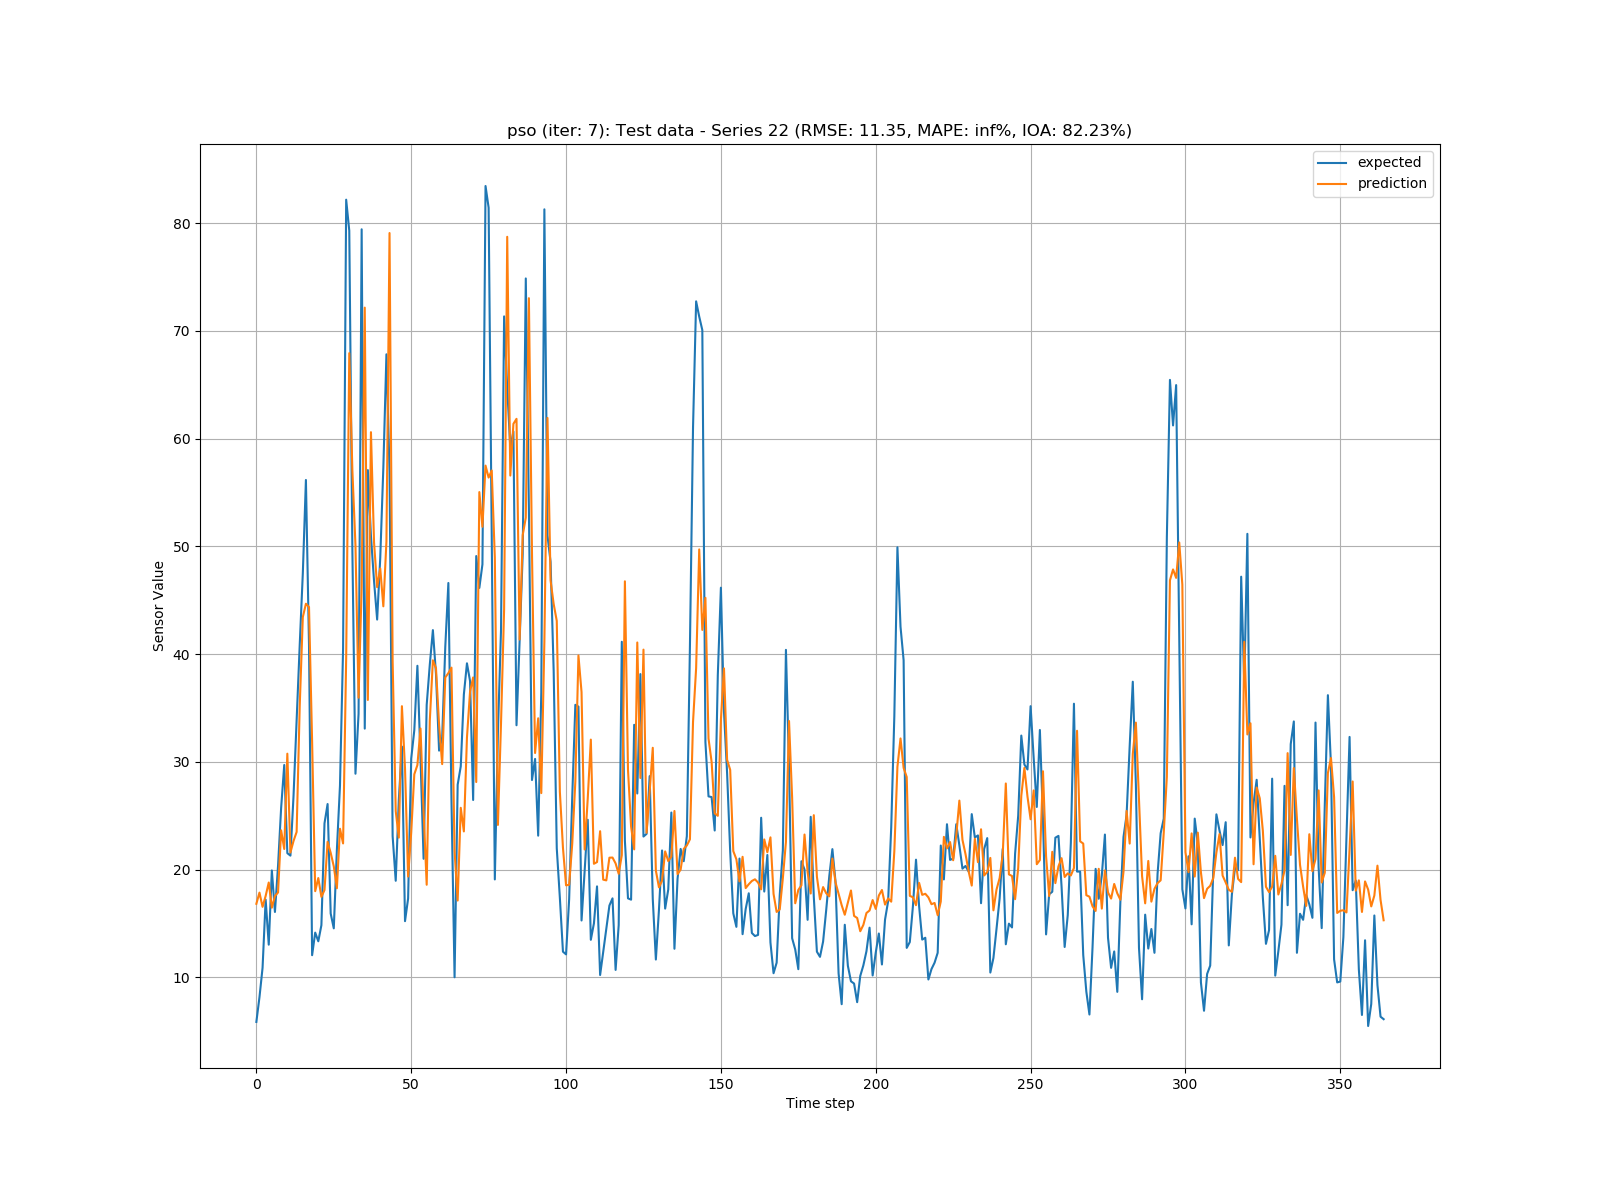 pso (iter: 7): Test data - Series 22 (RMSE: 11.35, MAPE: inf%, IOA: 82.23%)
expected
prediction
80
70
60
50
40
30
20
10
Sensor Value
0 50 100 150 200 250 300 350
Time step